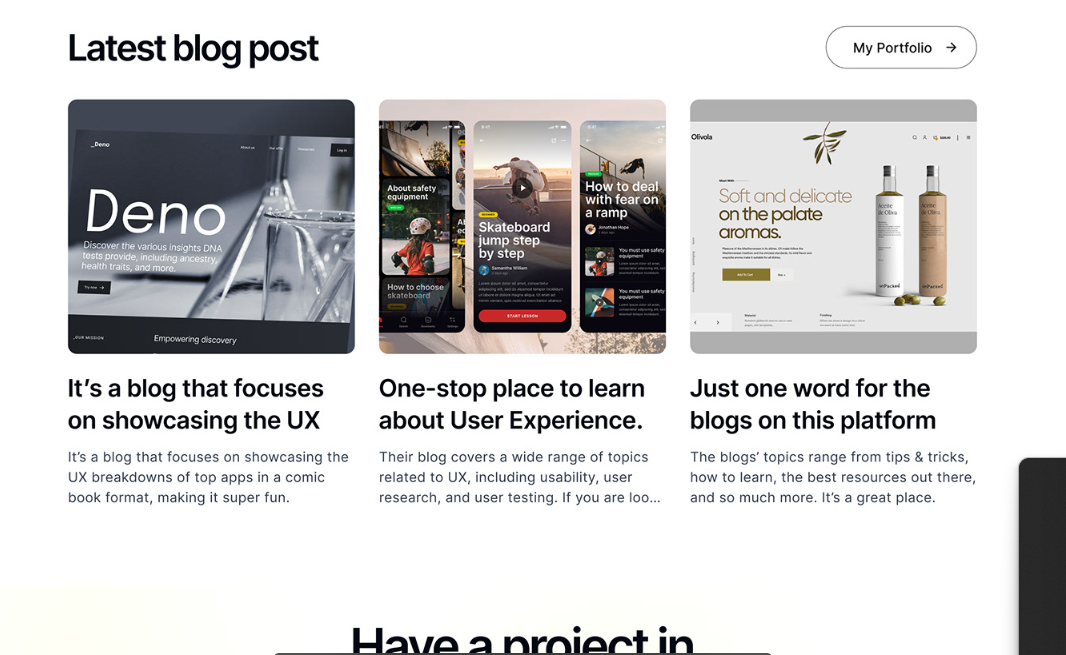 Latest blog post
My Portfolio
_Deno
About us
Our offer
Resources
Log in
Deno
Discover the various insights DNA
tests provide, including ancestry,
health traits, and more.
Try now
_OUR MISSION
Empowering discovery
About safety
equipment
How to choose
skateboard
Skateboard
jump step
by step
Samantha William
START LESSON
How to deal
with fear on
a ramp
Jonathan Hope
You must use safety
equipment
You must use safety
equipment
Olivola
Soft and delicate
on the palate
aromas.
Add To Cart
Aceite
de Oliva
Aceite
de Oliva
unPacked
unPacked
It's a blog that focuses
on showcasing the UX
It's a blog that focuses on showcasing the
UX breakdowns of top apps in a comic
book format, making it super fun.
One-stop place to learn
about User Experience.
Their blog covers a wide range of topics
related to UX, including usability, user
research, and user testing. If you are loo...
Just one word for the
blogs on this platform
The blogs' topics range from tips & tricks,
how to learn, the best resources out there,
and so much more. It's a great place.
Have a project in